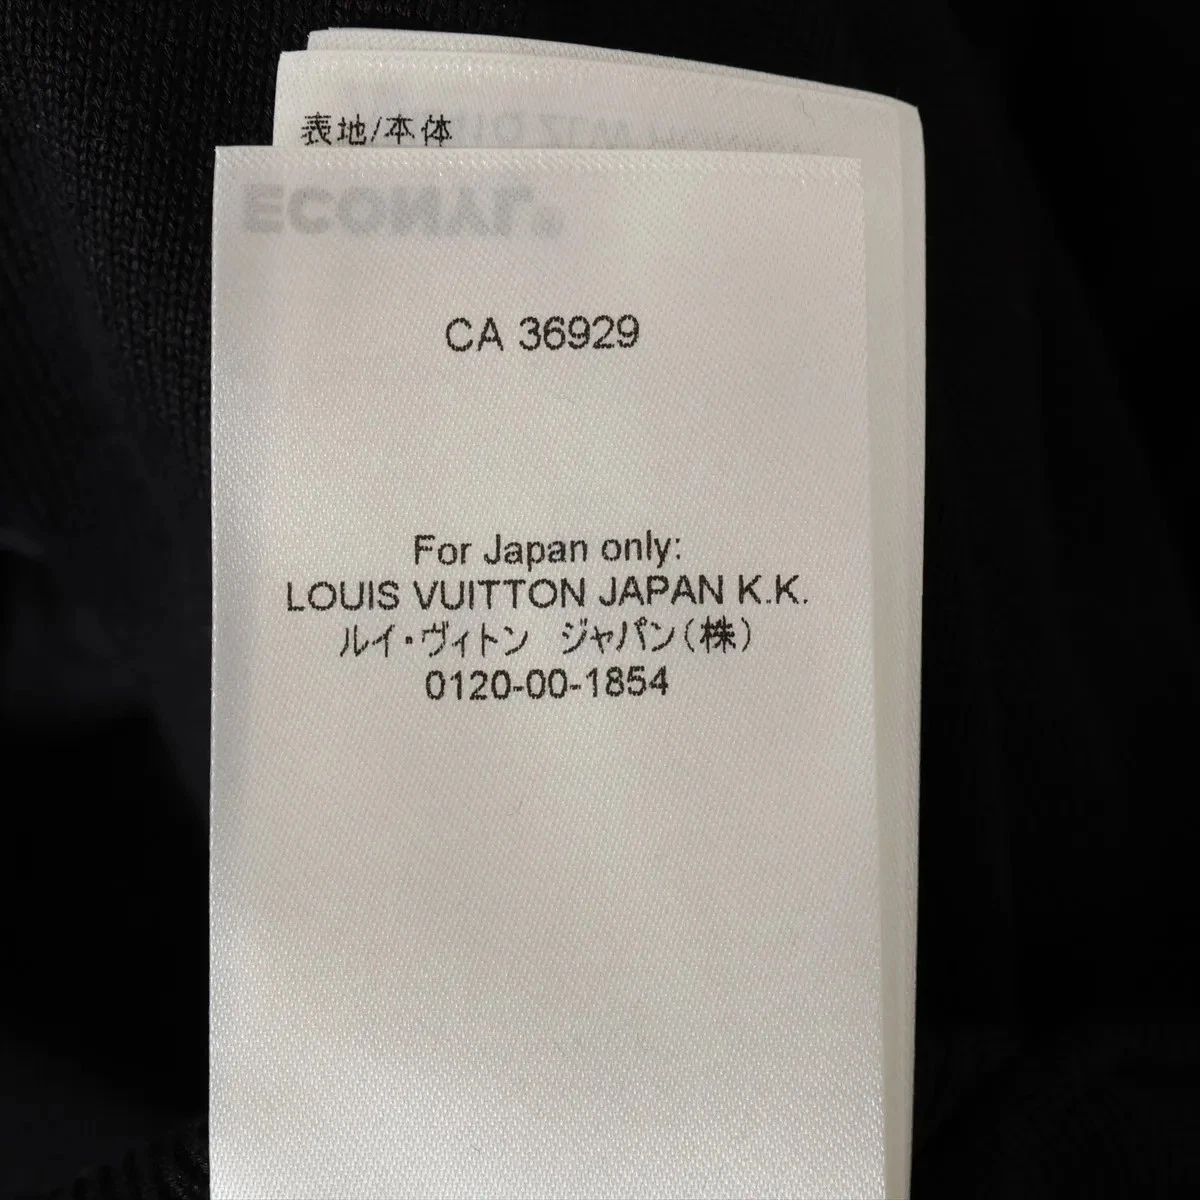 表地/本体
CA 36929
For Japan only:
LOUIS VUITTON JAPAN K.K.
ルイ・ヴィトン ジャパン(株)
0120-00-1854